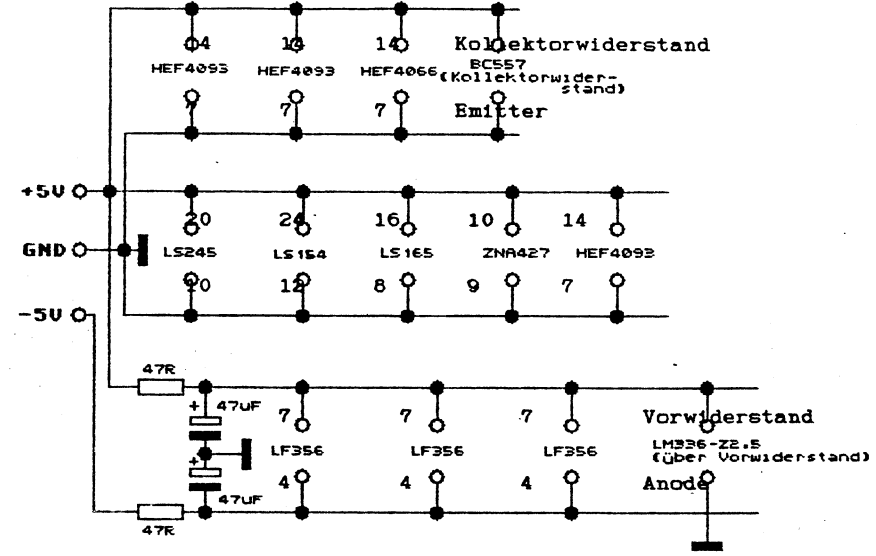 14 14 14 Kollektorwiderstand
HEF4093 HEF4093 HEF4066 BC557
(Kollektorwider-
stand)
7 7 7 Emitter
+5V
20 24 16 10 14
GND LS245 LS154 LS165 ZNA427 HEF4093
10 12 8 9 7
-5V
47R
+ 47uF 7 7 7 Vorwiderstand
LF356 LF356 LF356 LM336-Z2.5
(über Vorwiderstand)
+ 47uF 4 4 4 Anode
47R